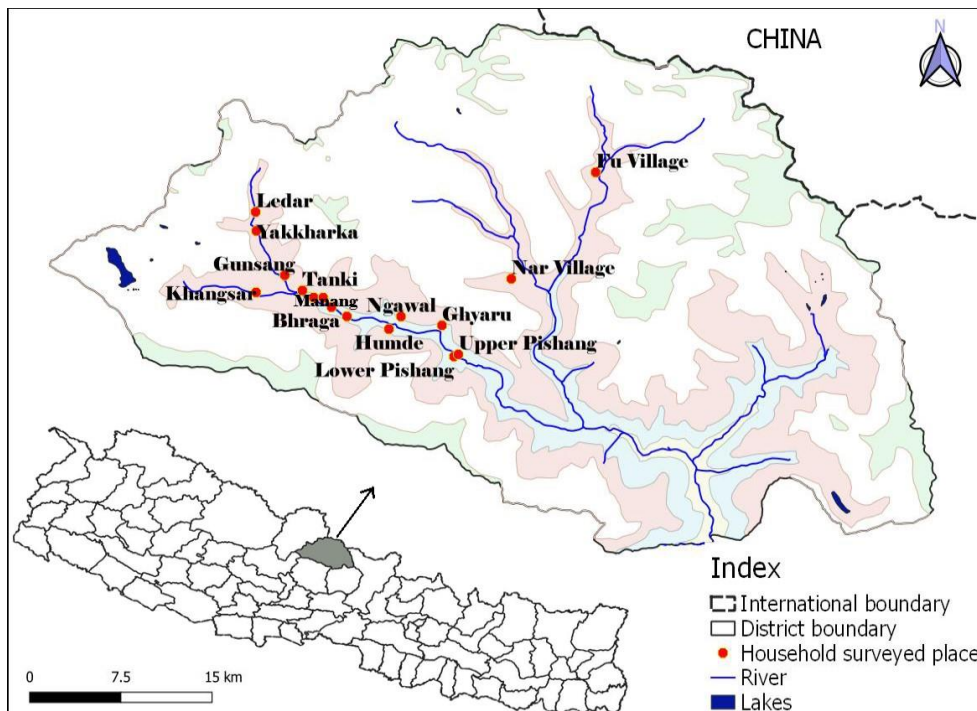 CHINA
N
Fu Village
Ledar
Yakkharka
Gunsang
Tanki
Nar Village
Khangsar
Manang
Ngawal
Ghyaru
Bhraga
Humde
Upper Pishang
Lower Pishang
Index
International boundary
District boundary
Household surveyed place
River
Lakes
0 7.5 15 km